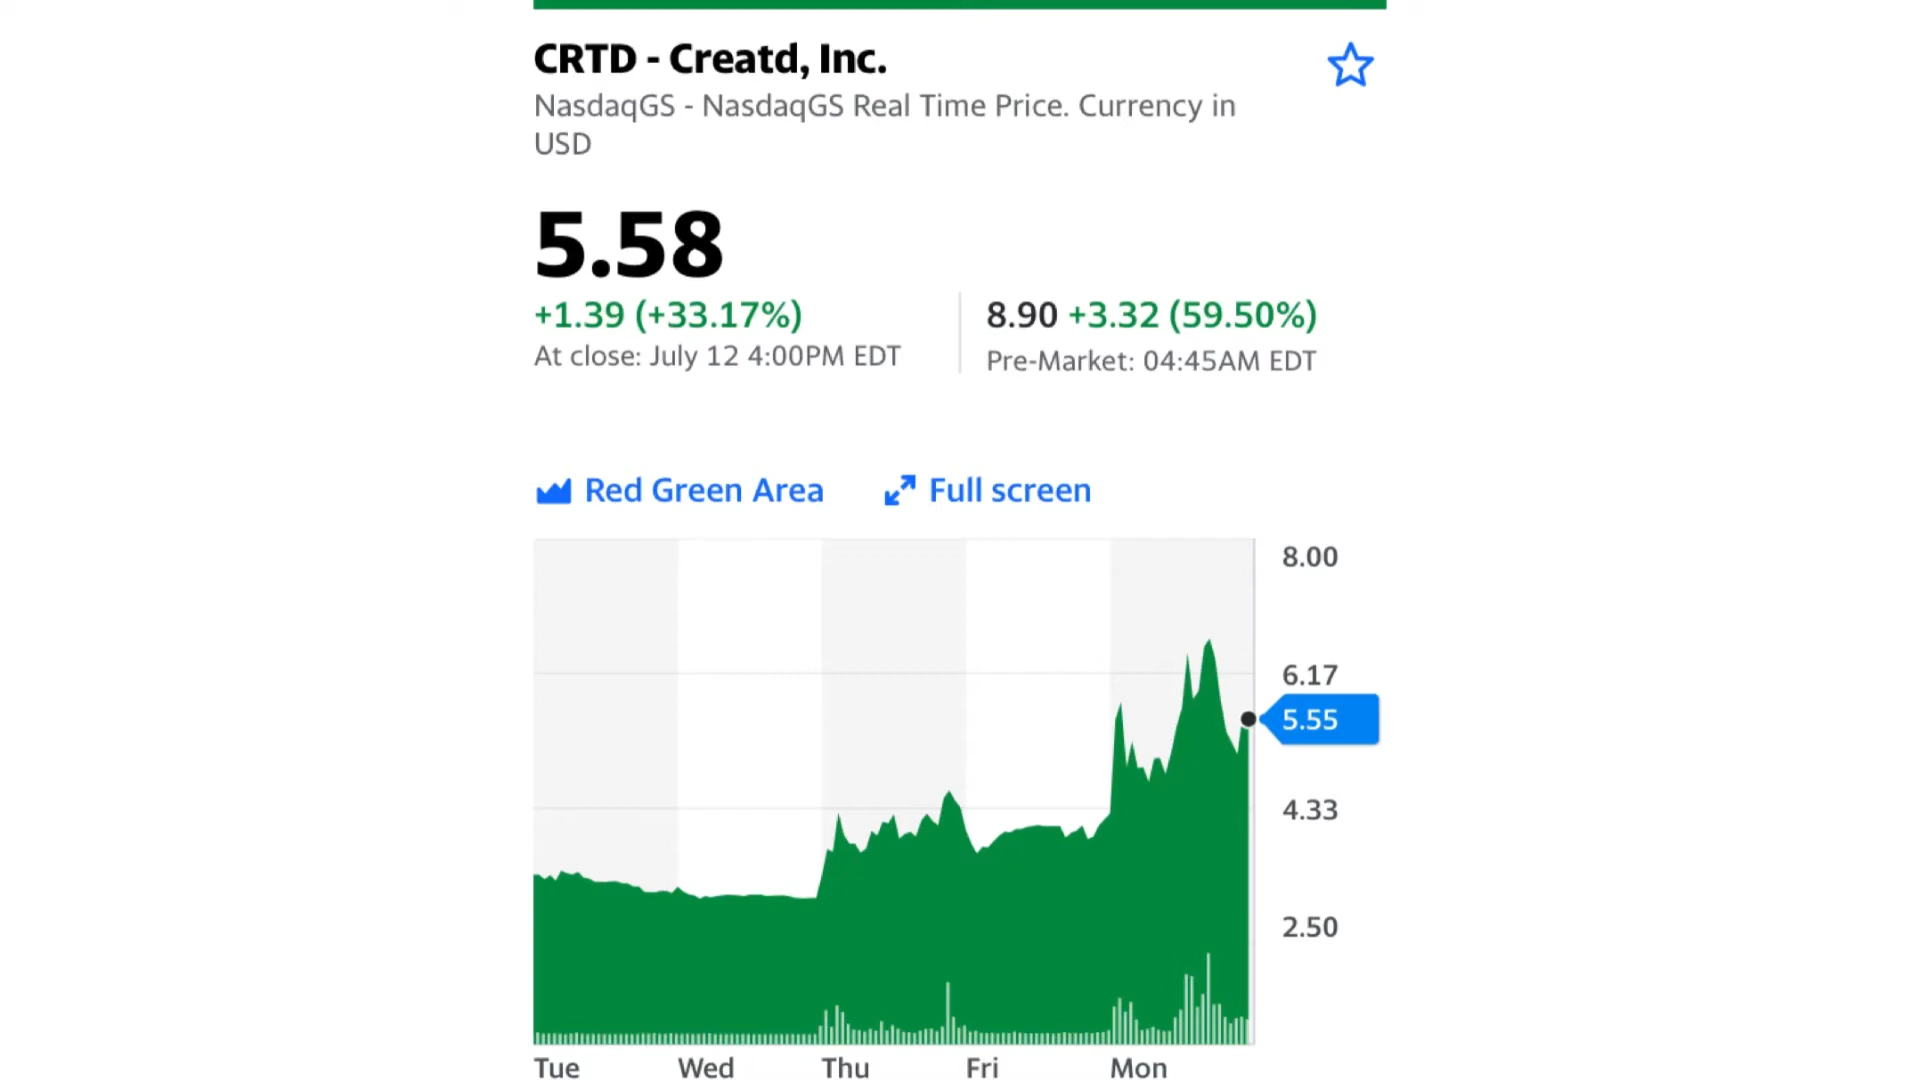 CRTD - Creatd, Inc.
NasdaqGS - NasdaqGS Real Time Price. Currency in
USD
5.58
+1.39 (+33.17%)
8.90 +3.32 (59.50%)
At close: July 12 4:00PM EDT
Pre-Market: 04:45AM EDT
Red Green Area
Full screen
8.00
6.17
5.55
4.33
2.50
Tue Wed Thu Fri Mon